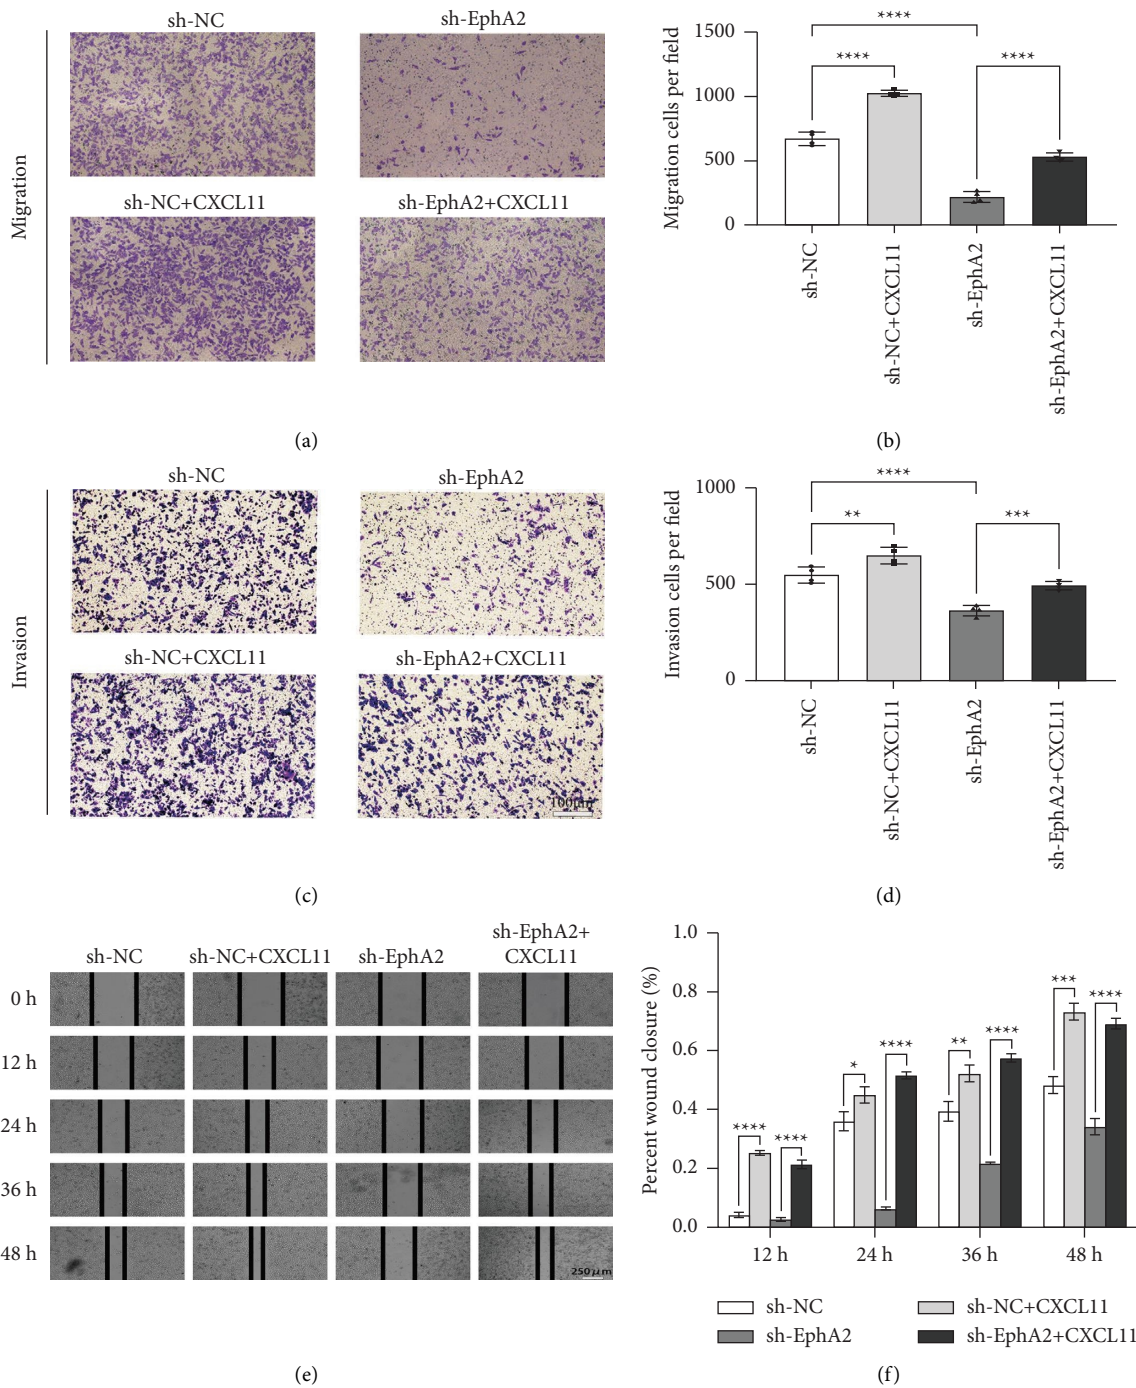 sh-NC
sh-EphA2
Migration
sh-NC+CXCL11
sh-EphA2+CXCL11
(a)
Migration cells per field
1500
1000
500
0
****
****
****
sh-NC
sh-NC+CXCL11
sh-EphA2
sh-EphA2+CXCL11
(b)
sh-NC
sh-EphA2
Invasion
sh-NC+CXCL11
sh-EphA2+CXCL11
100μm
(c)
Invasion cells per field
1000
500
0
****
**
***
sh-NC
sh-NC+CXCL11
sh-EphA2
sh-EphA2+CXCL11
(d)
sh-NC
sh-NC+CXCL11
sh-EphA2
sh-EphA2+
CXCL11
0 h
12 h
24 h
36 h
48 h
250μm
(e)
Percent wound closure (%)
1.0
0.8
0.6
0.4
0.2
0.0
****
****
*
****
**
****
***
****
12 h
24 h
36 h
48 h
sh-NC
sh-NC+CXCL11
sh-EphA2
sh-EphA2+CXCL11
(f)